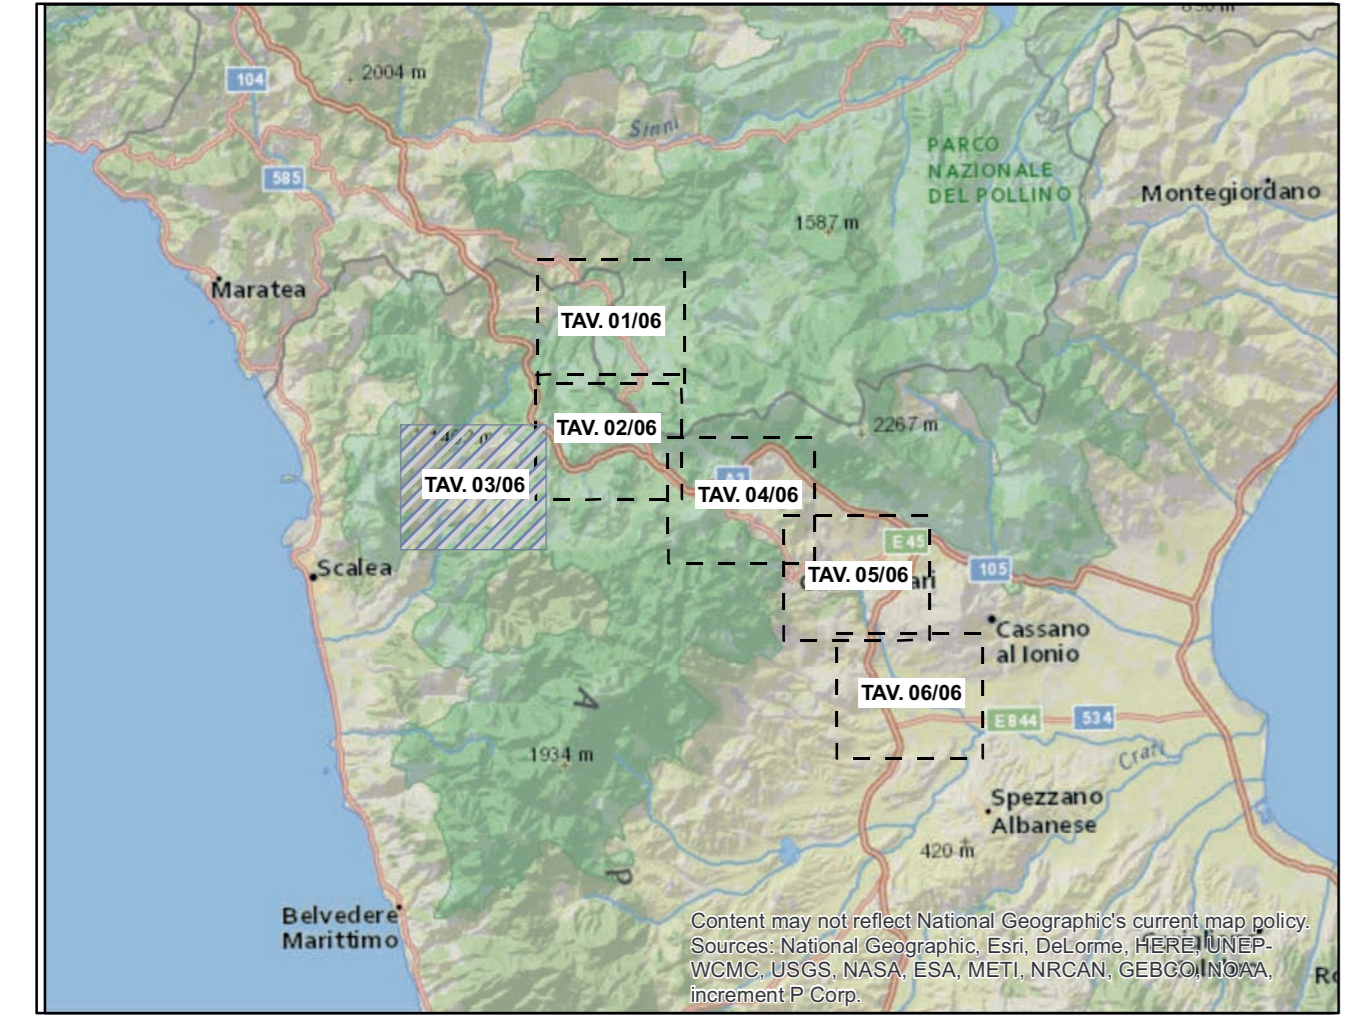 104
2004 m
Sinni
585
PARCO
NAZIONALE
DEL POLLINO
Montegiordano
1587 m
Maratea
TAV. 01/06
2267 m
TAV. 02/06
TAV. 03/06
TAV. 04/06
E45
105
Scalea
TAV. 05/06
Cassano
al Ionio
TAV. 06/06
E844
534
A
1934 m
Crati
Spezzano
Albanese
420 m
P
Belvedere
Marittimo
Content may not reflect National Geographic's current map policy.
Sources: National Geographic, Esri, DeLorme, HERE, UNEP-
WCMC, USGS, NASA, ESA, METI, NRCAN, GEBCO, NOAA,
increment P Corp.